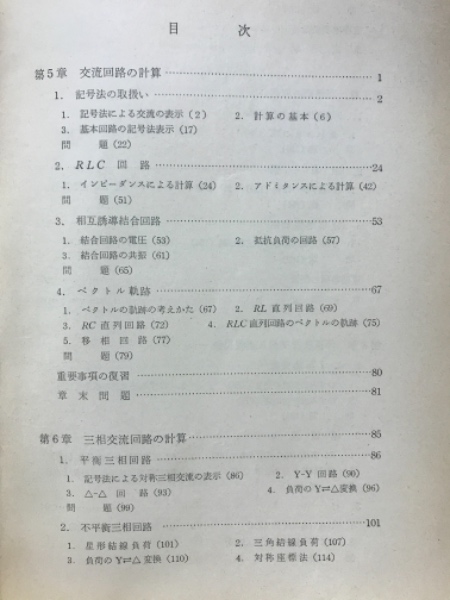 目 次
第5章 交流回路の計算 1
1. 記号法の取扱い 2
1. 記号法による交流の表示 (2) 2. 計算の基本 (6)
3. 基本回路の記号法表示 (17)
問 題 (22)
2. RLC 回 路 24
1. インピーダンスによる計算 (24) 2. アドミタンスによる計算 (42)
問 題 (51)
3. 相互誘導結合回路 53
1. 結合回路の電圧 (53) 2. 抵抗負荷の回路 (57)
3. 結合回路の共振 (61)
問 題 (65)
4. ベクトル軌跡 67
1. ベクトルの軌跡の考えかた (67) 2. RL 直列回路 (69)
3. RC 直列回路 (72) 4. RLC 直列回路のベクトルの軌跡 (75)
5. 移 相 回 路 (77)
問 題 (79)
重要事項の復習 80
章 末 問 題 81
第6章 三相交流回路の計算 85
1. 平衡三相回路 86
1. 記号法による対称三相交流の表示 (86) 2. Y-Y 回路 (90)
3. △-△ 回 路 (93) 4. 負荷の Y⇄△ 変換 (96)
問 題 (99)
2. 不平衡三相回路 101
1. 星形結線負荷 (101) 2. 三角結線負荷 (107)
3. 負荷の Y⇄△ 変換 (110) 4. 対称座標法 (114)